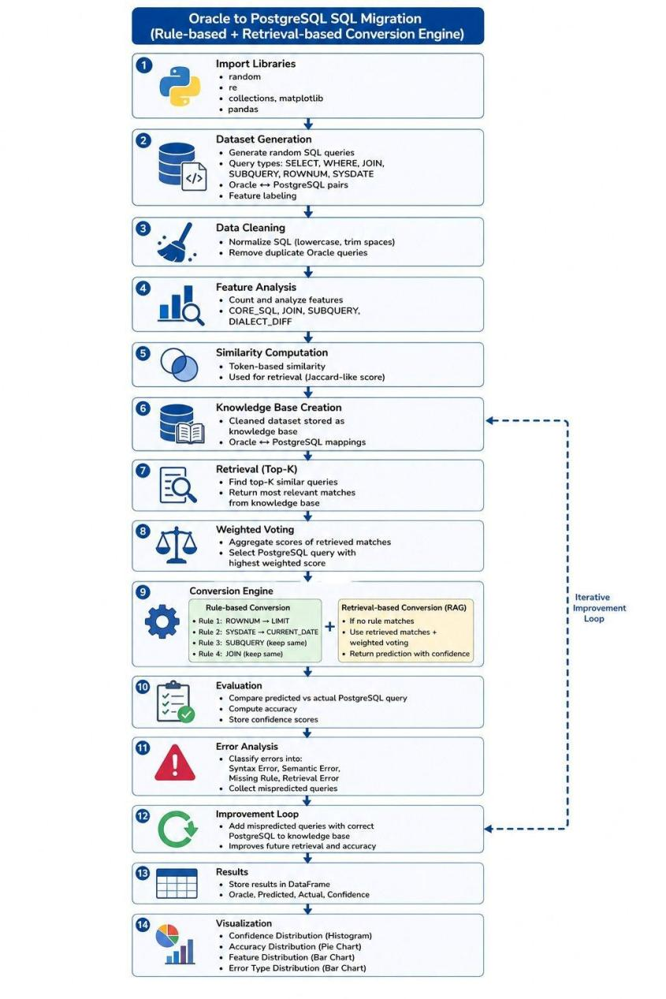 Oracle to PostgreSQL SQL Migration
(Rule-based + Retrieval-based Conversion Engine)
1
Import Libraries
• random
• re
• collections, matplotlib
• pandas
2
Dataset Generation
• Generate random SQL queries
• Query types: SELECT, WHERE, JOIN,
SUBQUERY, ROWNUM, SYSDATE
• Oracle ↔ PostgreSQL pairs
• Feature labeling
</>
3
Data Cleaning
• Normalize SQL (lowercase, trim spaces)
• Remove duplicate Oracle queries
4
Feature Analysis
• Count and analyze features
• CORE_SQL, JOIN, SUBQUERY,
DIALECT_DIFF
5
Similarity Computation
• Token-based similarity
• Used for retrieval (Jaccard-like score)
6
Knowledge Base Creation
• Cleaned dataset stored as
knowledge base
• Oracle ↔ PostgreSQL mappings
7
Retrieval (Top-K)
• Find top-K similar queries
• Return most relevant matches
from knowledge base
8
Weighted Voting
• Aggregate scores of retrieved matches
• Select PostgreSQL query with
highest weighted score
9
Conversion Engine
Rule-based Conversion
• Rule 1: ROWNUM → LIMIT
• Rule 2: SYSDATE → CURRENT_DATE
• Rule 3: SUBQUERY (keep same)
• Rule 4: JOIN (keep same)
+
Retrieval-based Conversion (RAG)
• If no rule matches
• Use retrieved matches +
weighted voting
• Return prediction with confidence
Iterative
Improvement
Loop
10
Evaluation
• Compare predicted vs actual PostgreSQL query
• Compute accuracy
• Store confidence scores
11
Error Analysis
• Classify errors into:
Syntax Error, Semantic Error,
Missing Rule, Retrieval Error
• Collect mispredicted queries
12
Improvement Loop
• Add mispredicted queries with correct
PostgreSQL to knowledge base
• Improves future retrieval and accuracy
13
Results
• Store results in DataFrame
• Oracle, Predicted, Actual, Confidence
14
Visualization
• Confidence Distribution (Histogram)
• Accuracy Distribution (Pie Chart)
• Feature Distribution (Bar Chart)
• Error Type Distribution (Bar Chart)